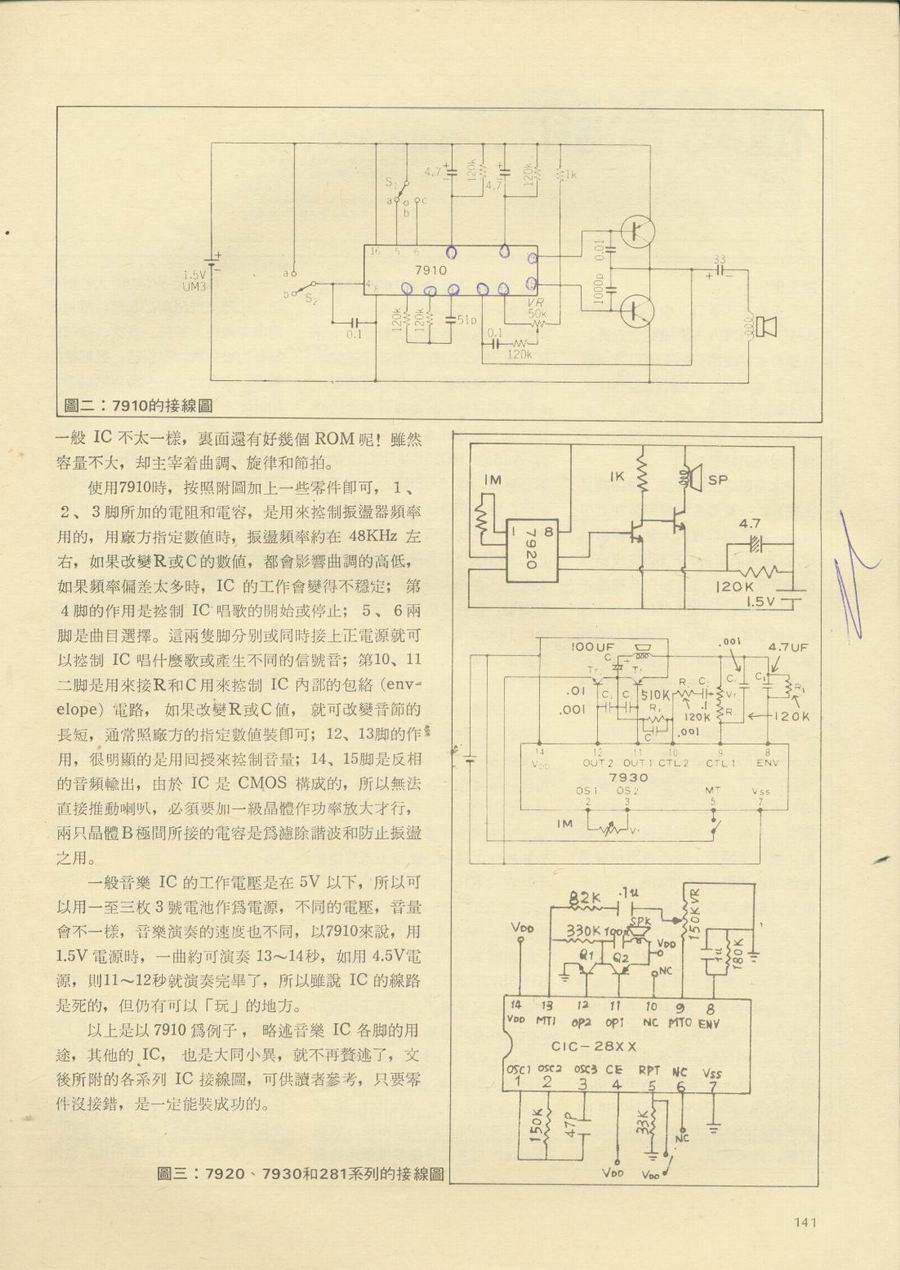 S1
a
b
c
4.7
120k
4.7
120k
1k
1.5V
UM3
a
b
S2
16
5
6
7910
4
8
0.1
120k
120k
51p
0.1
120k
VR
50k
0.01
1000p
33
圖二：7910的接線圖
一般 IC 不太一樣，裏面還有好幾個 ROM 呢！雖然
容量不大，却主宰着曲調、旋律和節拍。
使用7910時，按照附圖加上一些零件卽可，1、
2、3脚所加的電阻和電容，是用來控制振盪器頻率
用的，用廠方指定數值時，振盪頻率約在 48KHz 左
右，如果改變R或C的數值，都會影響曲調的高低，
如果頻率偏差太多時，IC 的工作會變得不穩定；第
4脚的作用是控制 IC 唱歌的開始或停止；5、6兩
脚是曲目選擇。這兩隻脚分别或同時接上正電源就可
以控制 IC 唱什麼歌或產生不同的信號音；第10、11
二脚是用來接R和C用來控制 IC 內部的包絡 (env-
elope) 電路，如果改變R或C値，就可改變音節的
長短，通常照廠方的指定數值裝卽可；12、13脚的作
用，很明顯的是用回授來控制音量；14、15脚是反相
的音頻輸出，由於 IC 是 CMOS 構成的，所以無法
直接推動喇叭，必須要加一級晶體作功率放大才行，
兩只晶體B極間所接的電容是爲濾除諧波和防止振盪
之用。
一般音樂 IC 的工作電壓是在 5V 以下，所以可
以用一至三枚3號電池作爲電源，不同的電壓，音量
會不一樣，音樂演奏的速度也不同，以7910來說，用
1.5V 電源時，一曲約可演奏 13～14秒，如用 4.5V電
源，則11～12秒就演奏完畢了，所以雖說 IC 的線路
是死的，但仍有可以「玩」的地方。
以上是以 7910 爲例子，略述音樂 IC 各脚的用
途，其他的 IC，也是大同小異，就不再贅述了，文
後所附的各系列 IC 接線圖，可供讀者參考，只要零
件沒接錯，是一定能裝成功的。
圖三：7920、7930和281系列的接線圖
1M
1
8
7920
1K
SP
4.7
120K
1.5V
100UF
.001
4.7UF
.01
.001
510K
120K
.1
.001
120K
14
12
11
10
9
8
VDD
OUT2
OUT1
CTL2
CTL1
ENV
7930
OS1
OS2
MT
Vss
2
3
5
7
1M
82K
.1u
150KVR
VDD
330K
100
SPK
VDD
Q1
Q2
NC
1u
180K
14
13
12
11
10
9
8
VDD
MT1
OP2
OP1
NC
MTO
ENV
CIC-28XX
OSC1
OSC2
OSC3
CE
RPT
NC
VSS
1
2
3
4
5
6
7
150K
47P
33K
NC
VDD
VDD
141